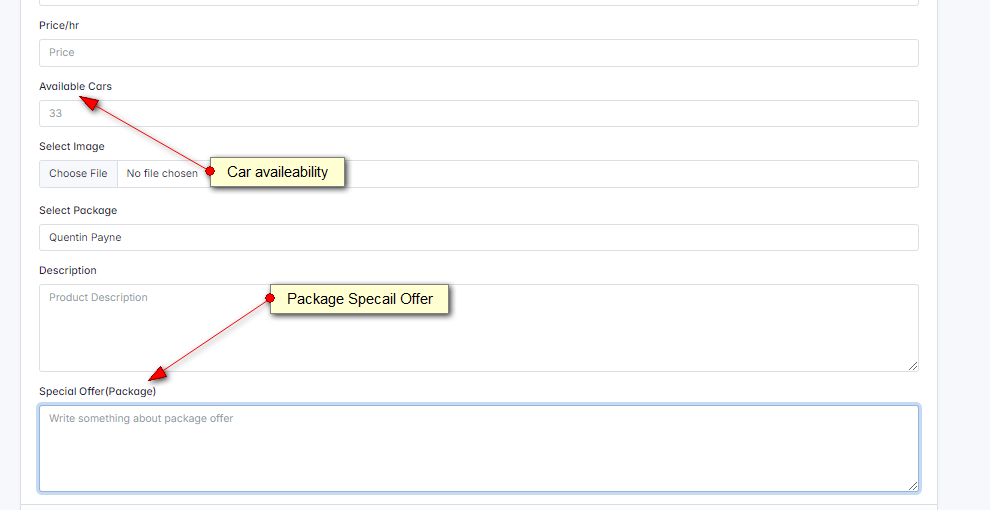 Price/hr
Price
Available Cars
33
Select Image
Choose File No file chosen
Car availeability
Select Package
Quentin Payne
Description
Product Description
Package Specail Offer
Special Offer(Package)
Write something about package offer